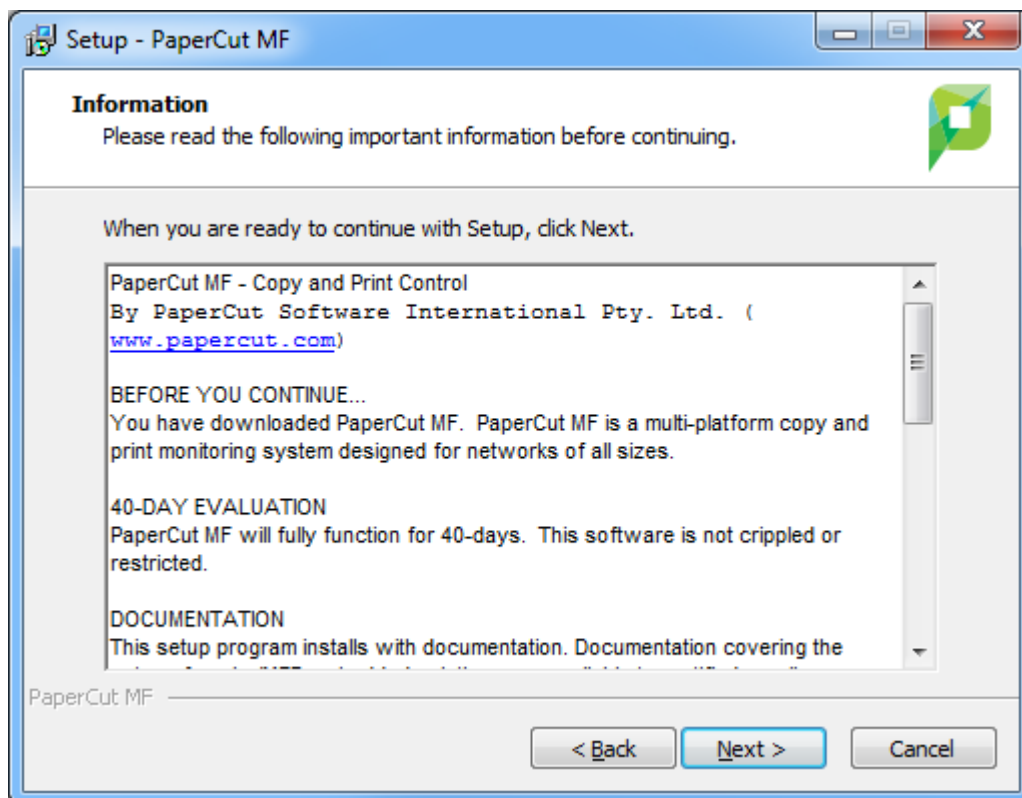 Setup - PaperCut MF
Information
Please read the following important information before continuing.
When you are ready to continue with Setup, click Next.
PaperCut MF - Copy and Print Control
By PaperCut Software International Pty. Ltd. (
www.papercut.com)
BEFORE YOU CONTINUE...
You have downloaded PaperCut MF.  PaperCut MF is a multi-platform copy and
print monitoring system designed for networks of all sizes.
40-DAY EVALUATION
PaperCut MF will fully function for 40-days.  This software is not crippled or
restricted.
DOCUMENTATION
This setup program installs with documentation. Documentation covering the
PaperCut MF
< Back
Next >
Cancel